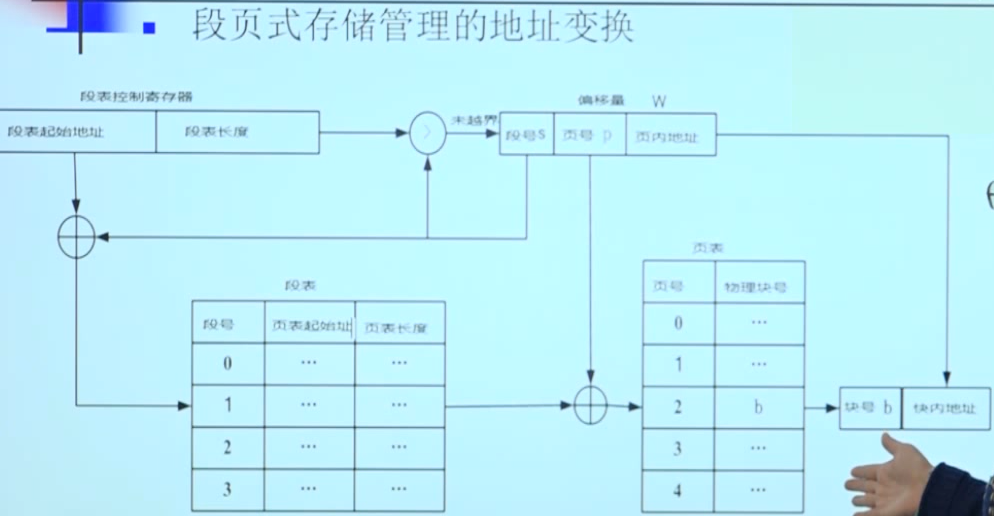 段页式存储管理的地址变换
段表控制寄存器
段表起始地址 段表长度
>
未越界
偏移量 W
段号S 页号 p 页内地址
段表
段号 页表起始址 页表长度
0 … …
1 … …
2 … …
3 … …
页表
页号 物理块号
0 …
1 …
2 b
3 …
4 …
块号 b 快内地址